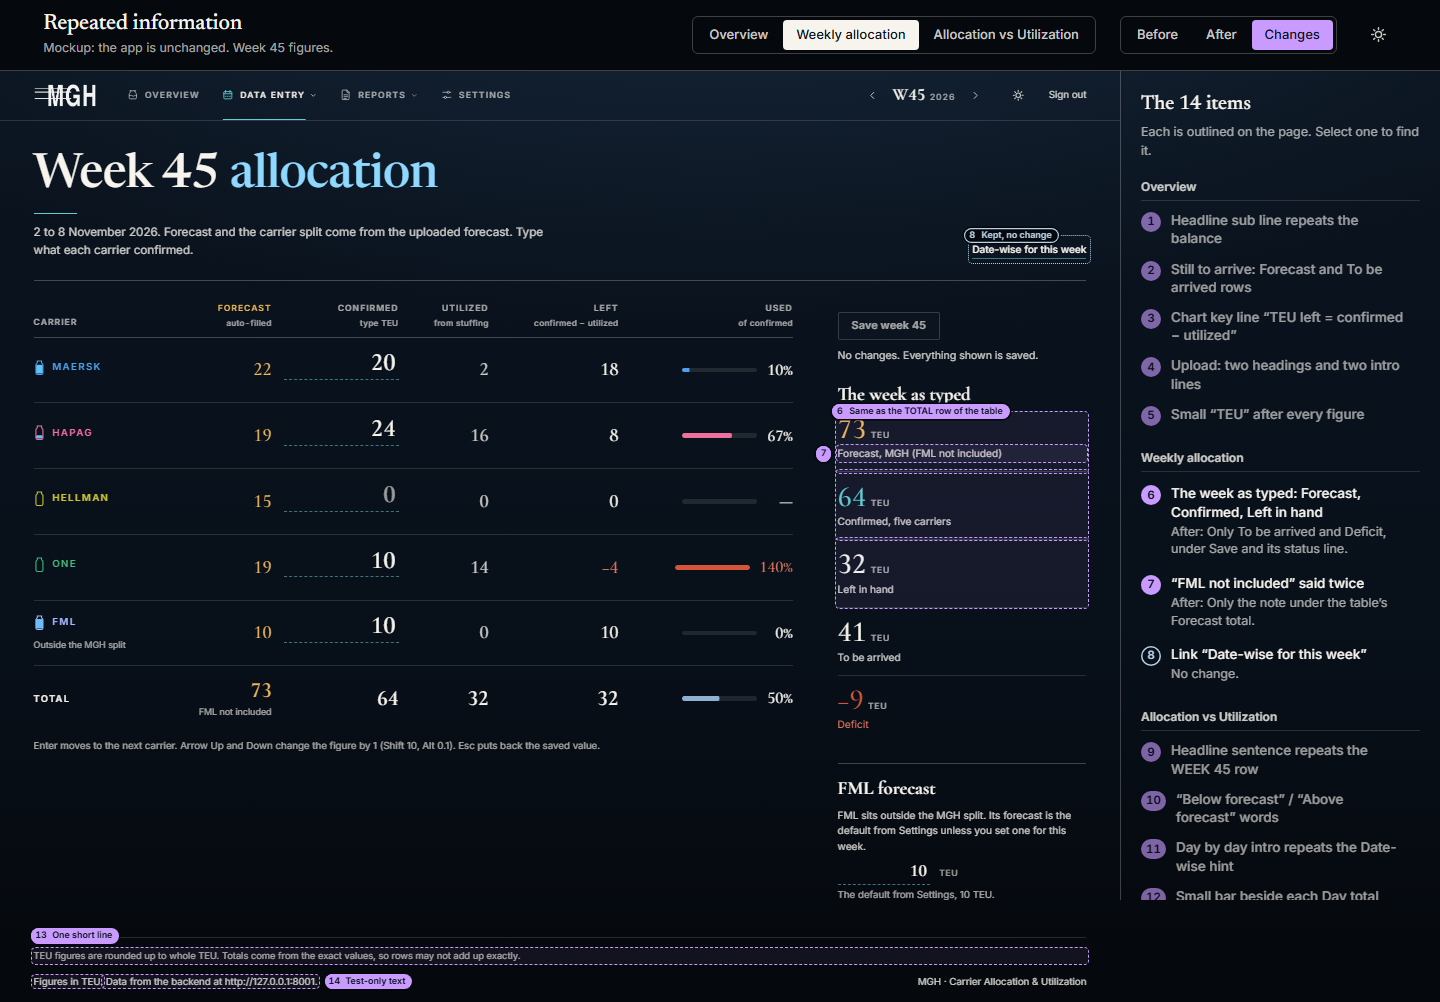 Repeated information
Mockup: the app is unchanged. Week 45 figures.
Overview
Weekly allocation
Allocation vs Utilization
Before
After
Changes
MGH
OVERVIEW
DATA ENTRY
REPORTS
SETTINGS
W45 2026
Sign out
Week 45 allocation
2 to 8 November 2026. Forecast and the carrier split come from the uploaded forecast. Type
what each carrier confirmed.
8 Kept, no change
Date-wise for this week
CARRIER
FORECAST
auto-filled
CONFIRMED
type TEU
UTILIZED
from stuffing
LEFT
confirmed – utilized
USED
of confirmed
MAERSK 22 20 2 18 10%
HAPAG 19 24 16 8 67%
HELLMAN 15 0 0 0 —
ONE 19 10 14 –4 140%
FML 10 10 0 10 0%
Outside the MGH split
TOTAL 73 64 32 32 50%
FML not included
Enter moves to the next carrier. Arrow Up and Down change the figure by 1 (Shift 10, Alt 0.1). Esc puts back the saved value.
Save week 45
No changes. Everything shown is saved.
The week as typed
6 Same as the TOTAL row of the table
73 TEU
7
Forecast, MGH (FML not included)
64 TEU
Confirmed, five carriers
32 TEU
Left in hand
41 TEU
To be arrived
–9 TEU
Deficit
FML forecast
FML sits outside the MGH split. Its forecast is the
default from Settings unless you set one for this
week.
10 TEU
The default from Settings, 10 TEU.
13 One short line
TEU figures are rounded up to whole TEU. Totals come from the exact values, so rows may not add up exactly.
Figures in TEU
Data from the backend at http://127.0.0.1:8001.
14 Test-only text
MGH · Carrier Allocation & Utilization
The 14 items
Each is outlined on the page. Select one to find
it.
Overview
1 Headline sub line repeats the
balance
2 Still to arrive: Forecast and To be
arrived rows
3 Chart key line “TEU left = confirmed
– utilized”
4 Upload: two headings and two intro
lines
5 Small “TEU” after every figure
Weekly allocation
6 The week as typed: Forecast,
Confirmed, Left in hand
After: Only To be arrived and Deficit,
under Save and its status line.
7 “FML not included” said twice
After: Only the note under the table’s
Forecast total.
8 Link “Date-wise for this week”
No change.
Allocation vs Utilization
9 Headline sentence repeats the
WEEK 45 row
10 “Below forecast” / “Above
forecast” words
11 Day by day intro repeats the Date-
wise hint
12 Small bar beside each Day total